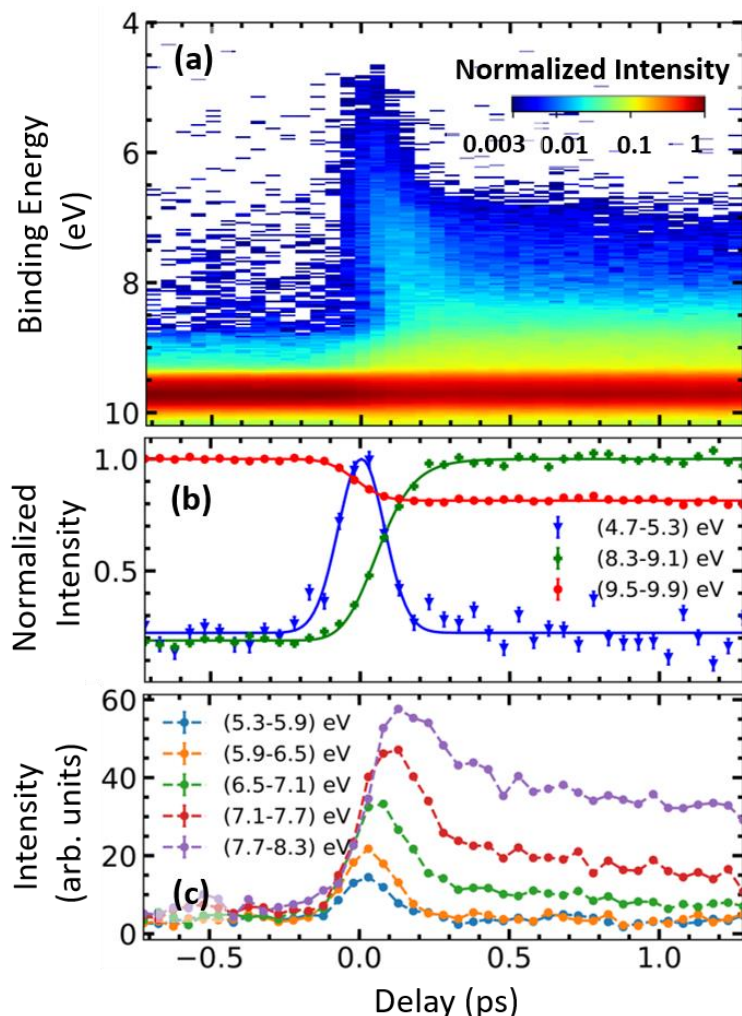 4
(a)
Normalized Intensity
0.003 0.01 0.1 1
6
Binding Energy
(eV)
8
10
1.0
(b)
Normalized
Intensity
0.5
(4.7-5.3) eV
(8.3-9.1) eV
(9.5-9.9) eV
60
(5.3-5.9) eV
(5.9-6.5) eV
40
(6.5-7.1) eV
Intensity
(arb. units)
(7.1-7.7) eV
20
(7.7-8.3) eV
(c)
0
−0.5 0.0 0.5 1.0
Delay (ps)